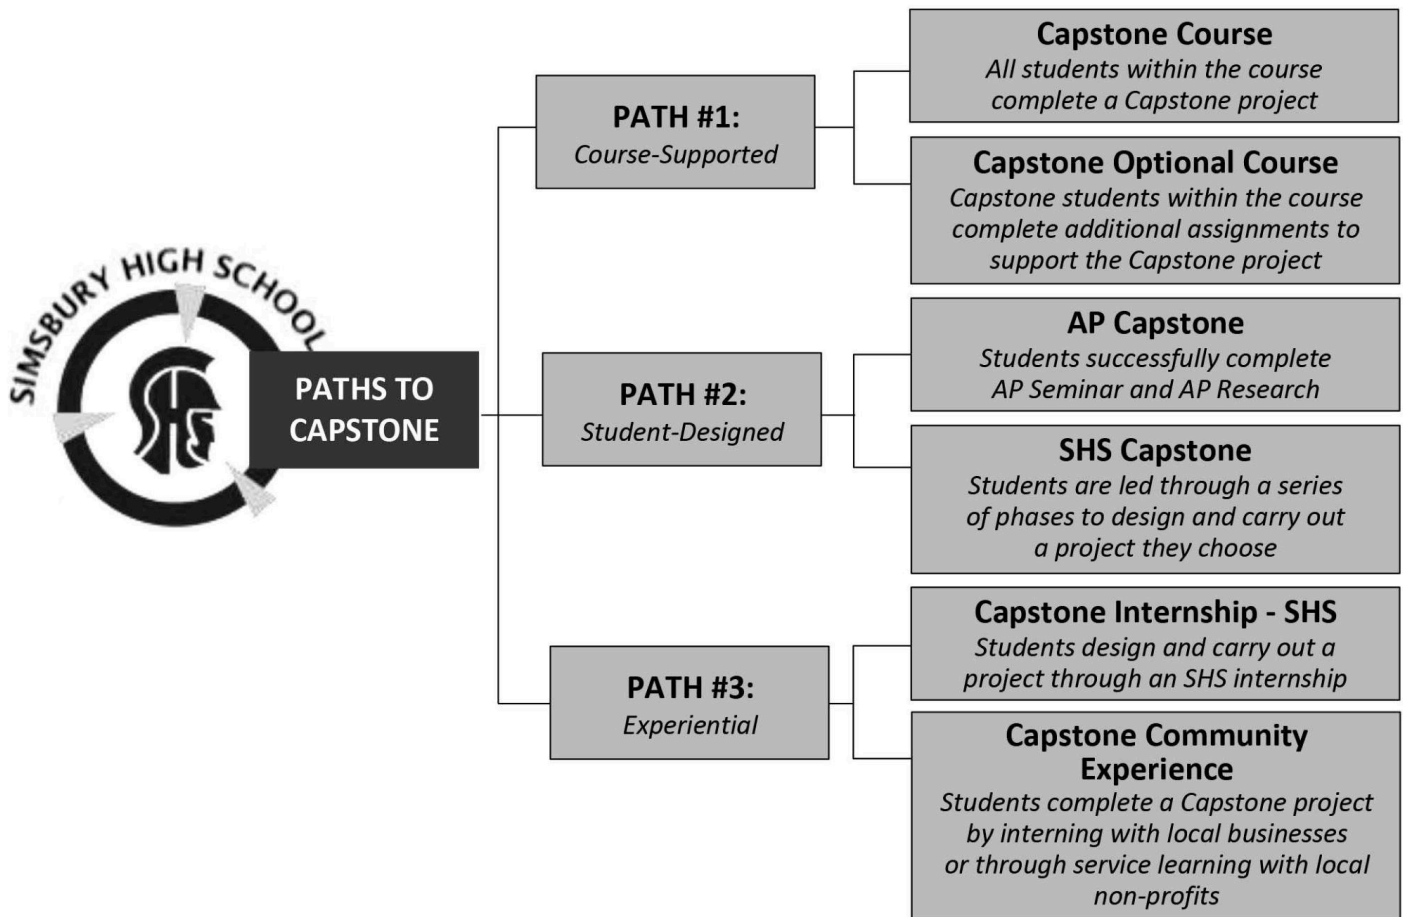 SIMSBURY HIGH SCHOOL
PATHS TO
CAPSTONE
PATH #1:
Course-Supported
Capstone Course
All students within the course
complete a Capstone project
Capstone Optional Course
Capstone students within the course
complete additional assignments to
support the Capstone project
PATH #2:
Student-Designed
AP Capstone
Students successfully complete
AP Seminar and AP Research
SHS Capstone
Students are led through a series
of phases to design and carry out
a project they choose
PATH #3:
Experiential
Capstone Internship - SHS
Students design and carry out a
project through an SHS internship
Capstone Community
Experience
Students complete a Capstone project
by interning with local businesses
or through service learning with local
non-profits